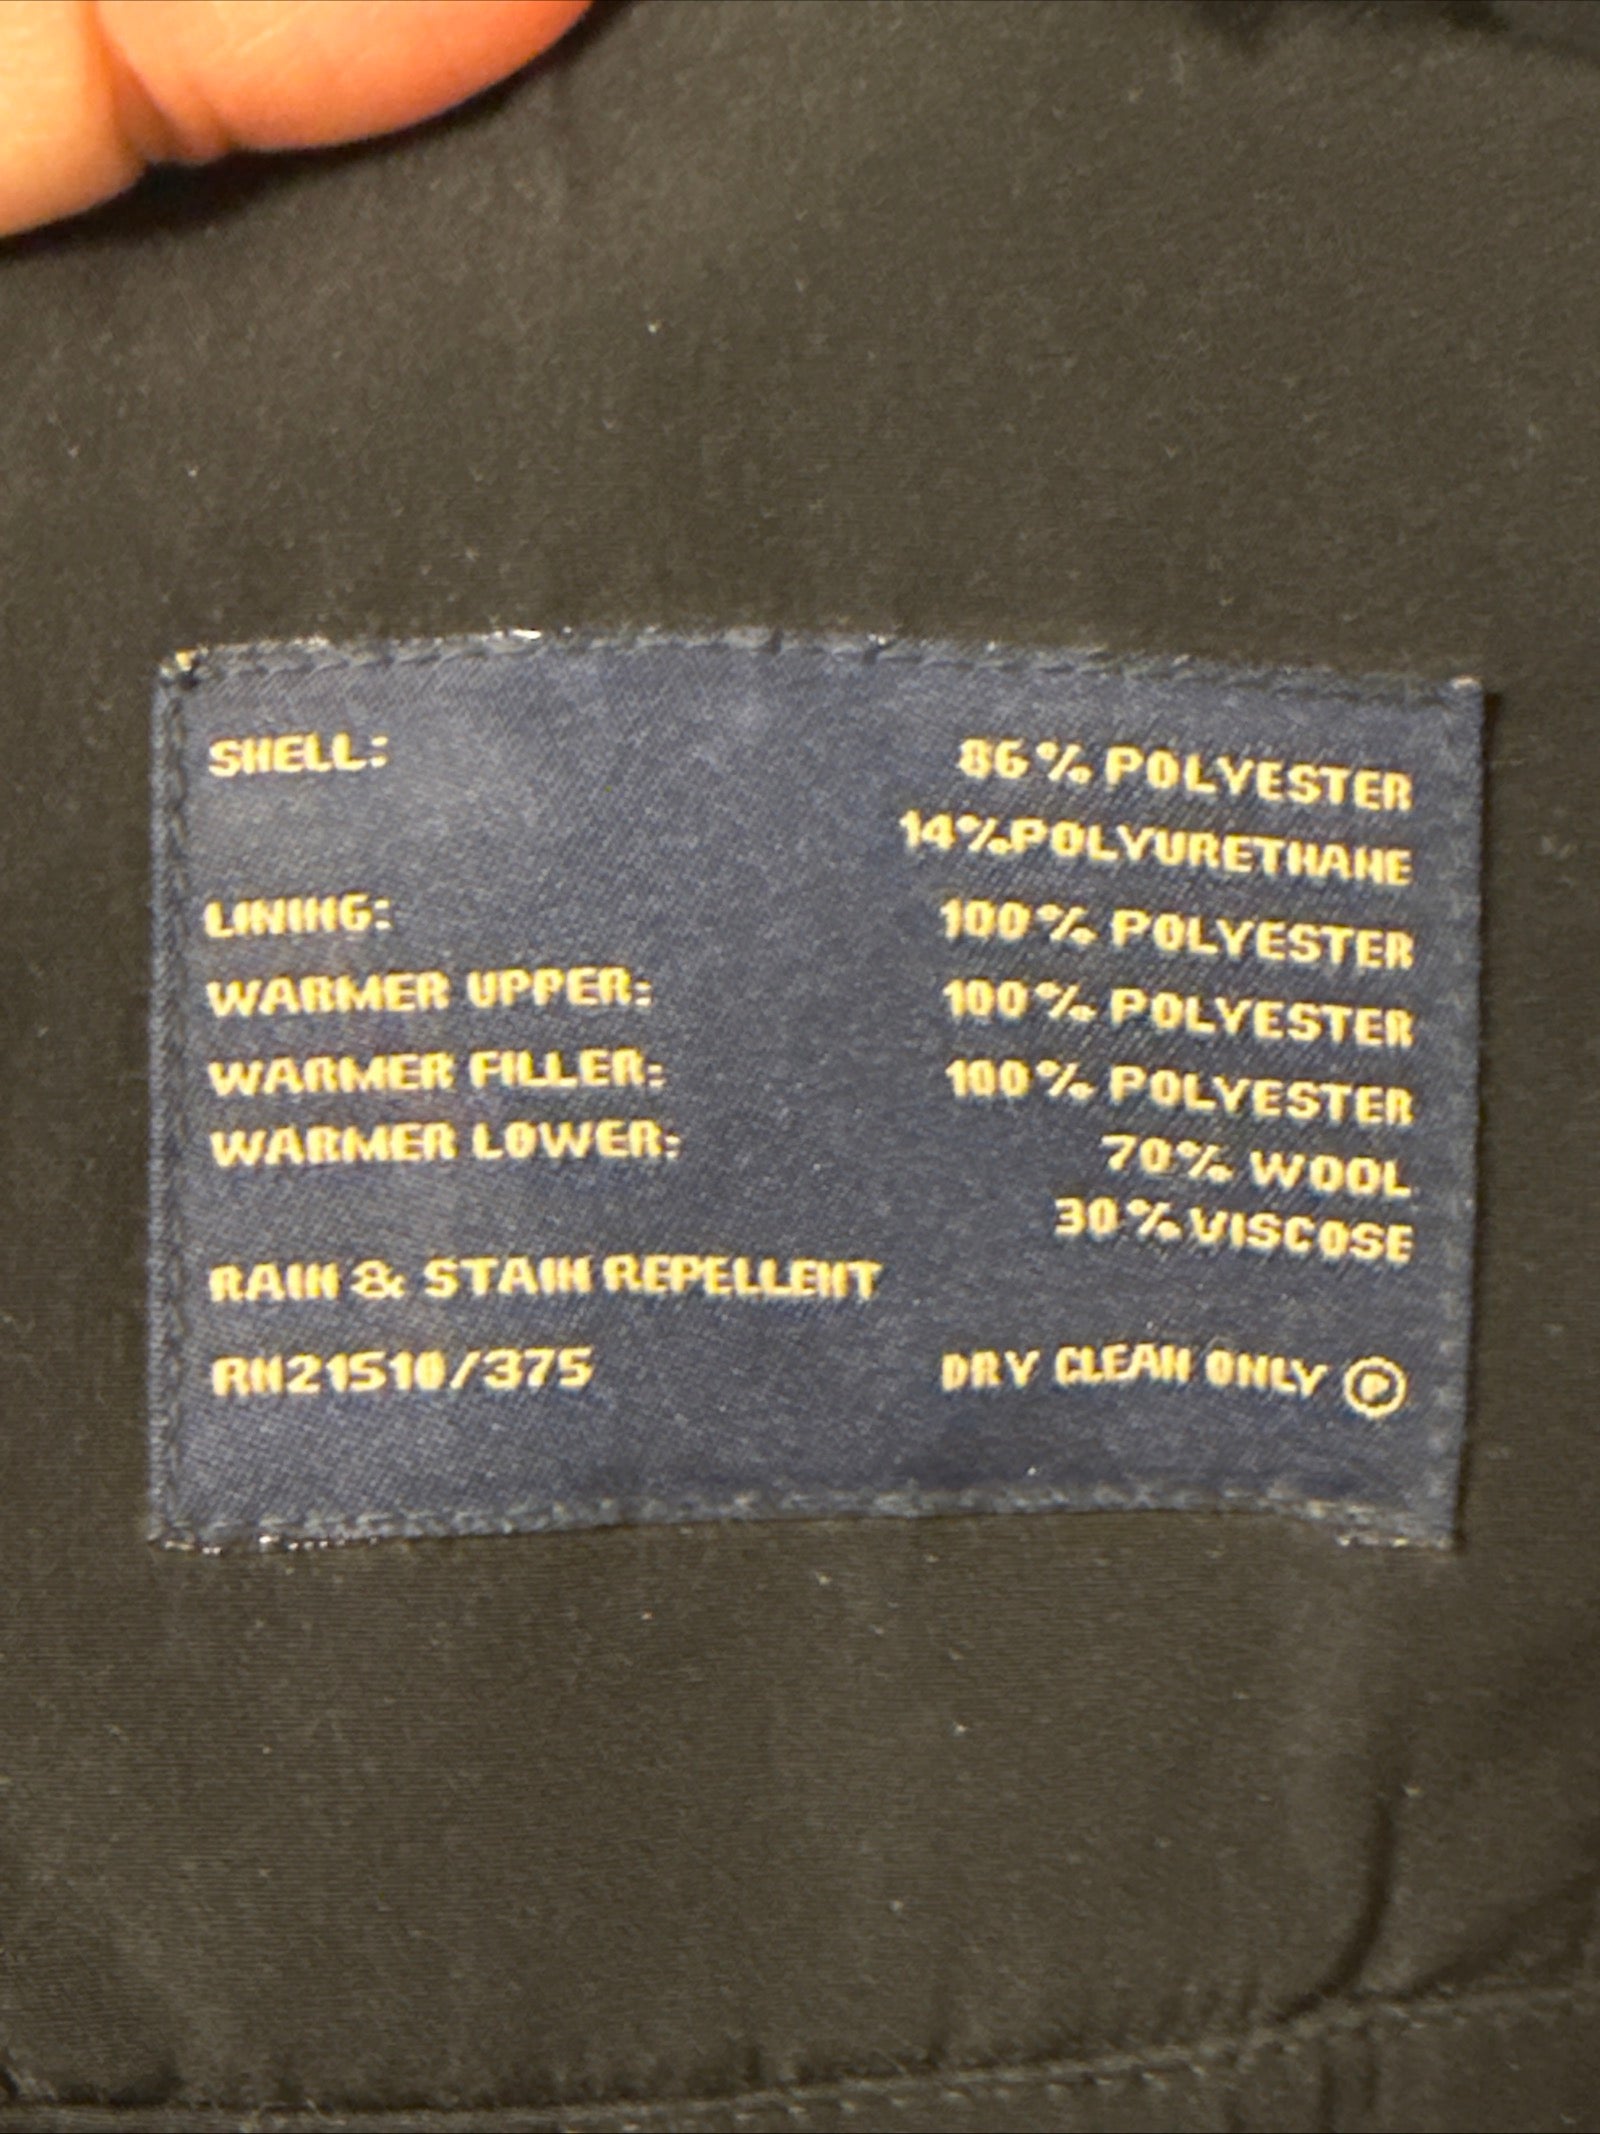 SHELL: 86% POLYESTER
14% POLYURETHANE
LINING: 100% POLYESTER
WARMER UPPER: 100% POLYESTER
WARMER FILLER: 100% POLYESTER
WARMER LOWER: 70% WOOL
30% VISCOSE
RAIN & STAIN REPELLENT
RN21510/375 DRY CLEAN ONLY Ⓟ